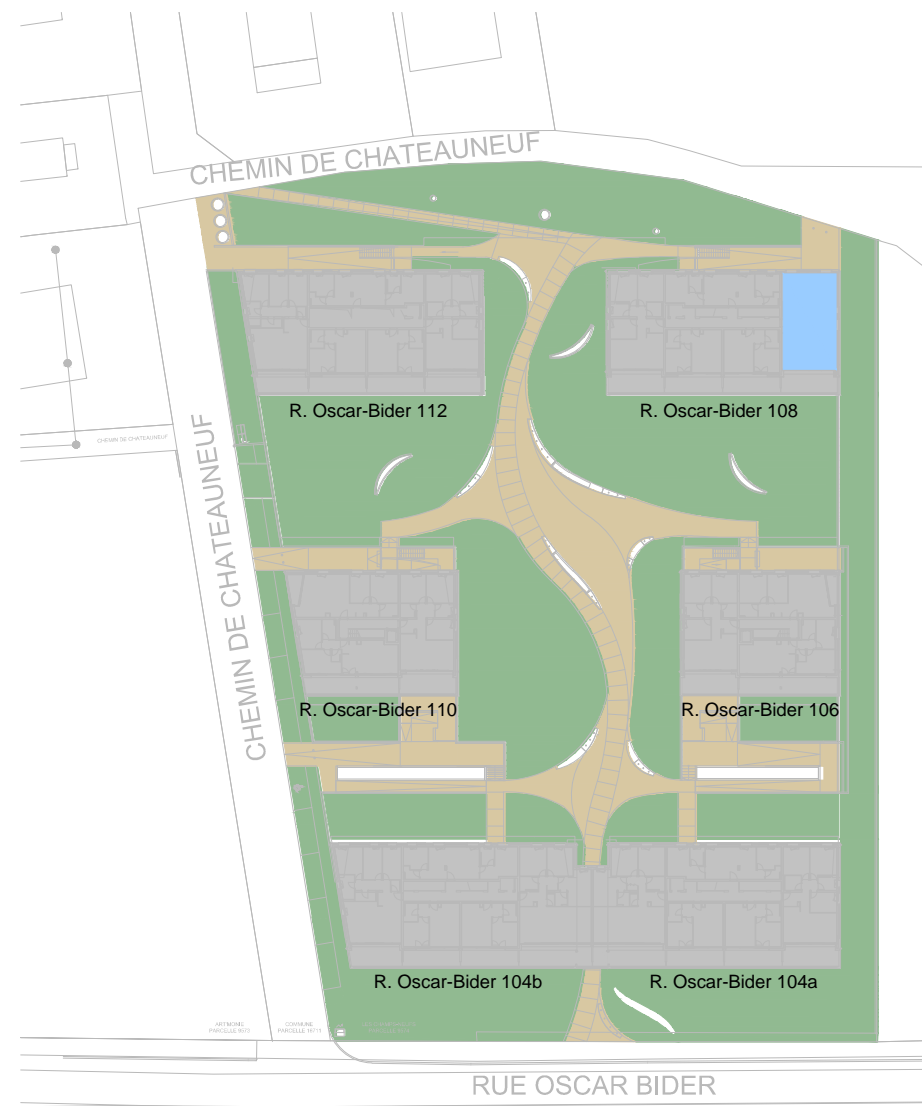 CHEMIN DE CHATEAUNEUF
R. Oscar-Bider 112
R. Oscar-Bider 108
CHEMIN DE CHATEAUNEUF
CHEMIN DE CHATEAUNEUF
R. Oscar-Bider 110
R. Oscar-Bider 106
R. Oscar-Bider 104b
R. Oscar-Bider 104a
COMMUNE
RUE OSCAR BIDER